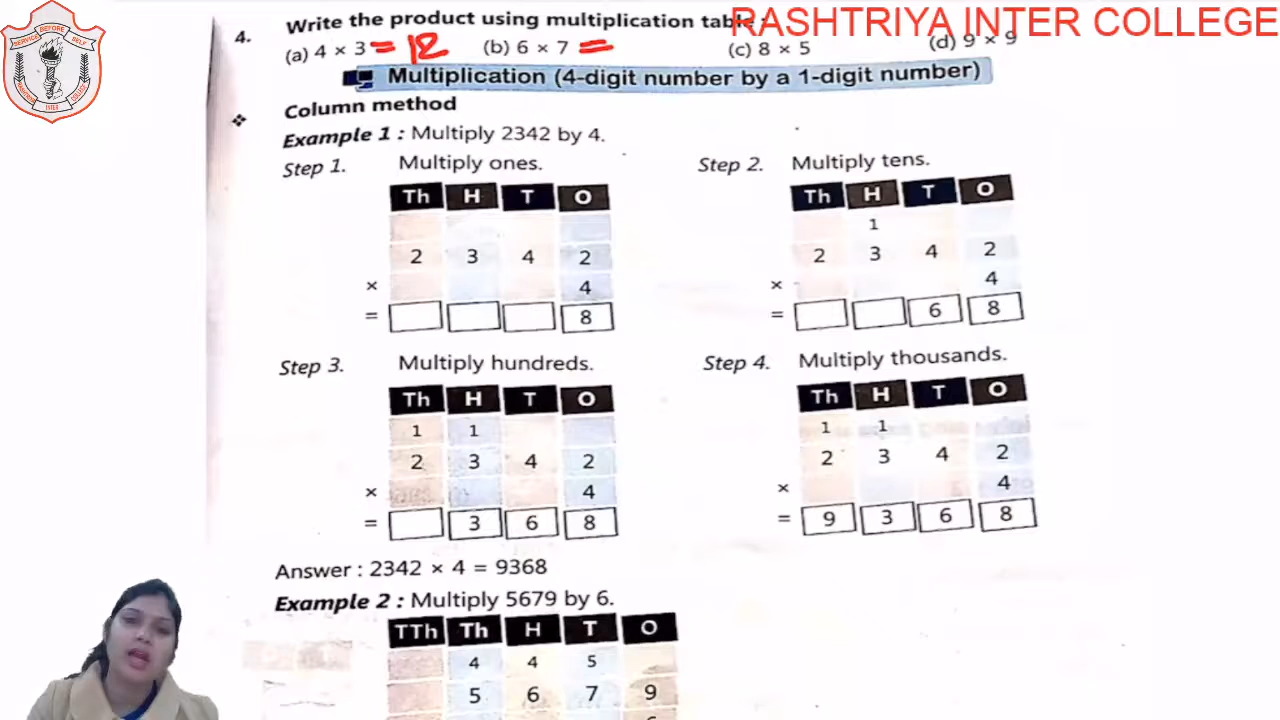 RASHTRIYA INTER COLLEGE
SERVICE BEFORE SELF
4. Write the product using multiplication table
(a) 4 × 3 = 12 (b) 6 × 7 = (c) 8 × 5 (d) 9 × 9
Multiplication (4-digit number by a 1-digit number)
❖ Column method
Example 1 : Multiply 2342 by 4.
Step 1. Multiply ones.
Th H T O
2 3 4 2
× 4
= 8
Step 2. Multiply tens.
Th H T O
1
2 3 4 2
× 4
= 6 8
Step 3. Multiply hundreds.
Th H T O
1 1
2 3 4 2
× 4
= 3 6 8
Step 4. Multiply thousands.
Th H T O
1 1
2 3 4 2
× 4
= 9 3 6 8
Answer : 2342 × 4 = 9368
Example 2 : Multiply 5679 by 6.
TTh Th H T O
4 4 5
5 6 7 9